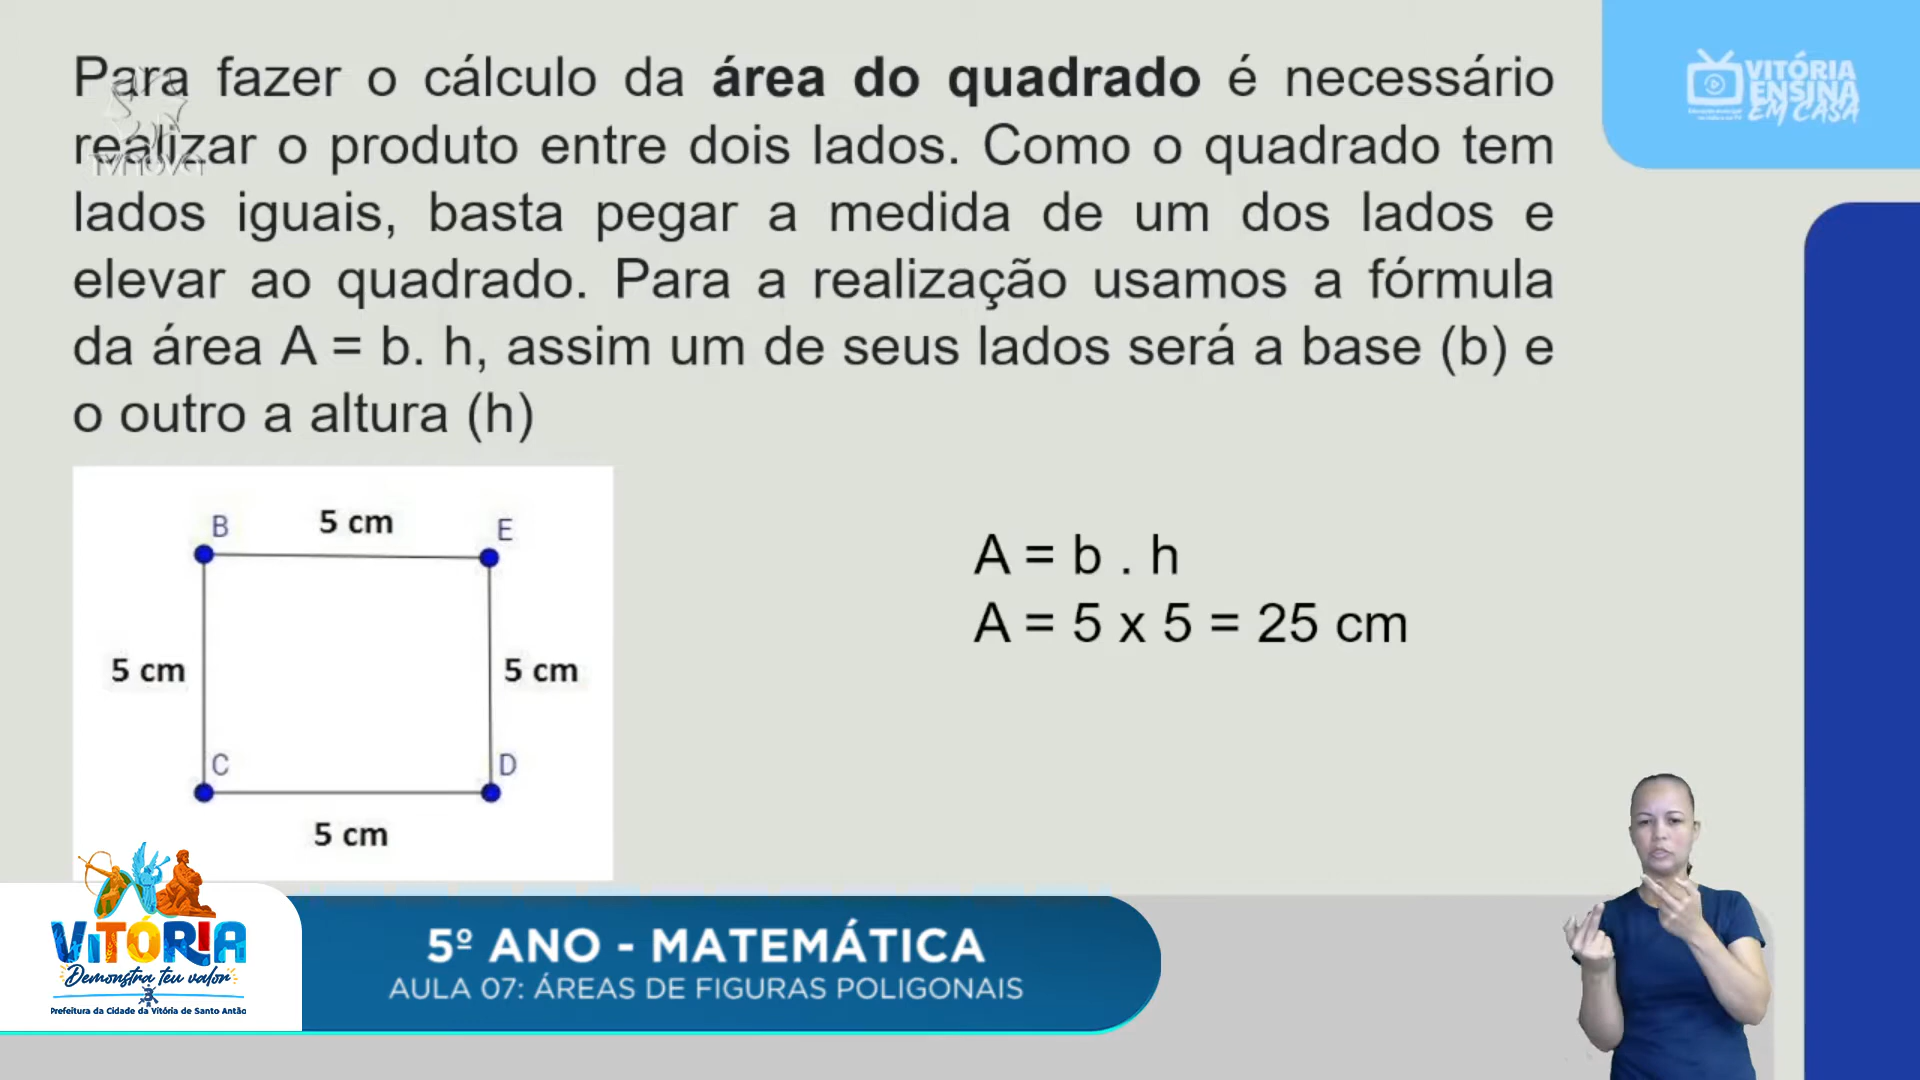 Para fazer o cálculo da área do quadrado é necessário
realizar o produto entre dois lados. Como o quadrado tem
lados iguais, basta pegar a medida de um dos lados e
elevar ao quadrado. Para a realização usamos a fórmula
da área A = b. h, assim um de seus lados será a base (b) e
o outro a altura (h)
TV NOVA
VITÓRIA
ENSINA
EM CASA
B
5 cm
E
5 cm
5 cm
C
D
5 cm
A = b . h
A = 5 x 5 = 25 cm
VITÓRIA
Demonstra teu valor
Prefeitura da Cidade da Vitória de Santo Antão
5º ANO - MATEMÁTICA
AULA 07: ÁREAS DE FIGURAS POLIGONAIS